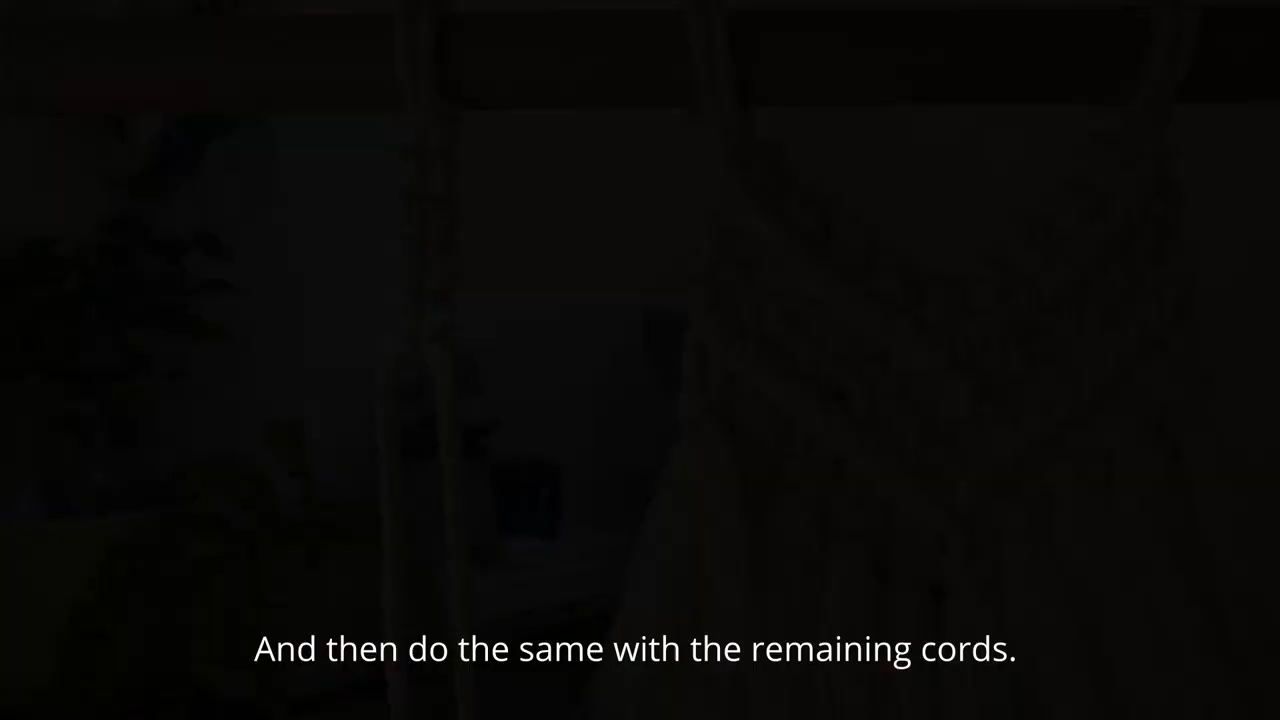 And then do the same with the remaining cords.